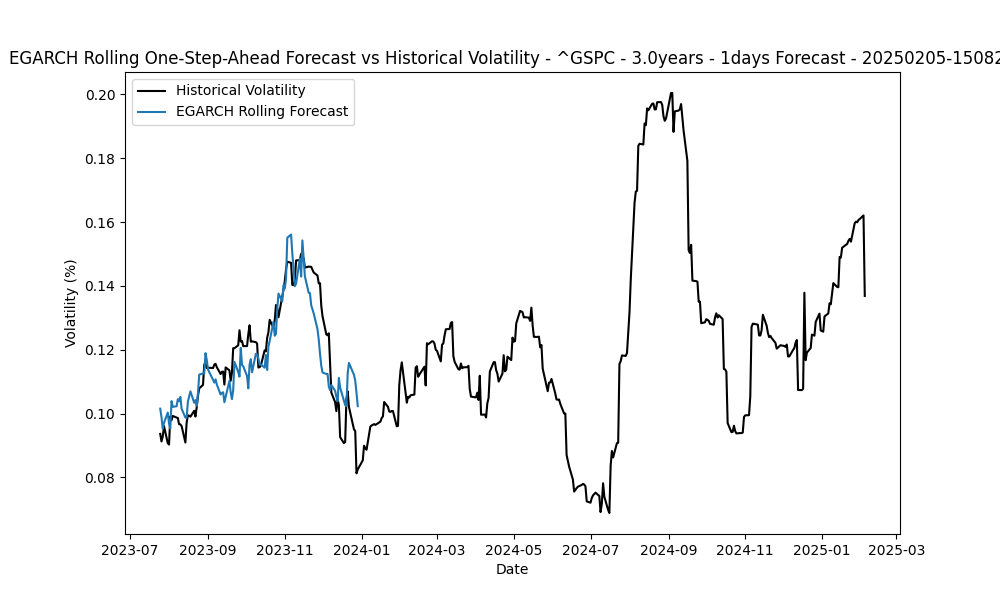 EGARCH Rolling One-Step-Ahead Forecast vs Historical Volatility - ^GSPC - 3.0years - 1days Forecast - 20250205-15082
Historical Volatility
EGARCH Rolling Forecast
Volatility (%)
0.20
0.18
0.16
0.14
0.12
0.10
0.08
2023-07 2023-09 2023-11 2024-01 2024-03 2024-05 2024-07 2024-09 2024-11 2025-01 2025-03
Date